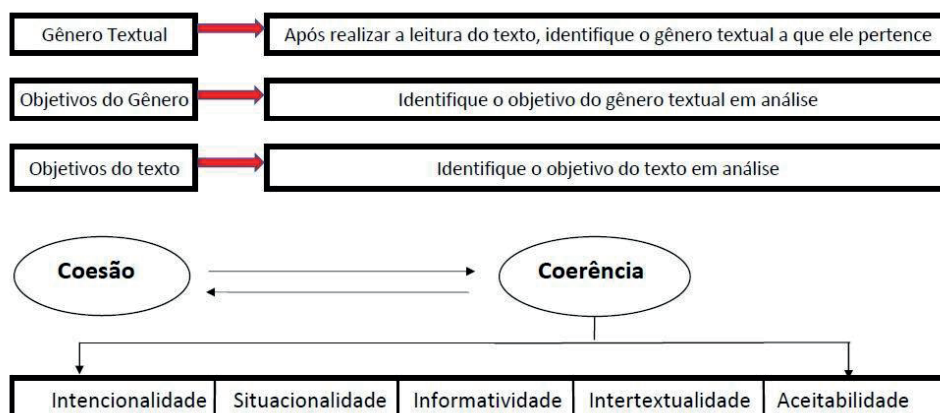 Gênero Textual
Após realizar a leitura do texto, identifique o gênero textual a que ele pertence
Objetivos do Gênero
Identifique o objetivo do gênero textual em análise
Objetivos do texto
Identifique o objetivo do texto em análise
Coesão
Coerência
Intencionalidade
Situacionalidade
Informatividade
Intertextualidade
Aceitabilidade